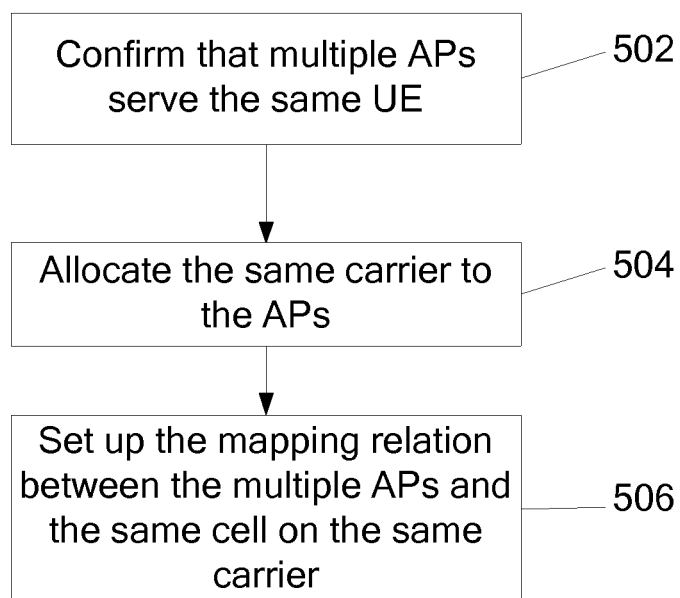 Confirm that multiple APs
serve the same UE
502
Allocate the same carrier to
the APs
504
Set up the mapping relation
between the multiple APs and
the same cell on the same
carrier
506